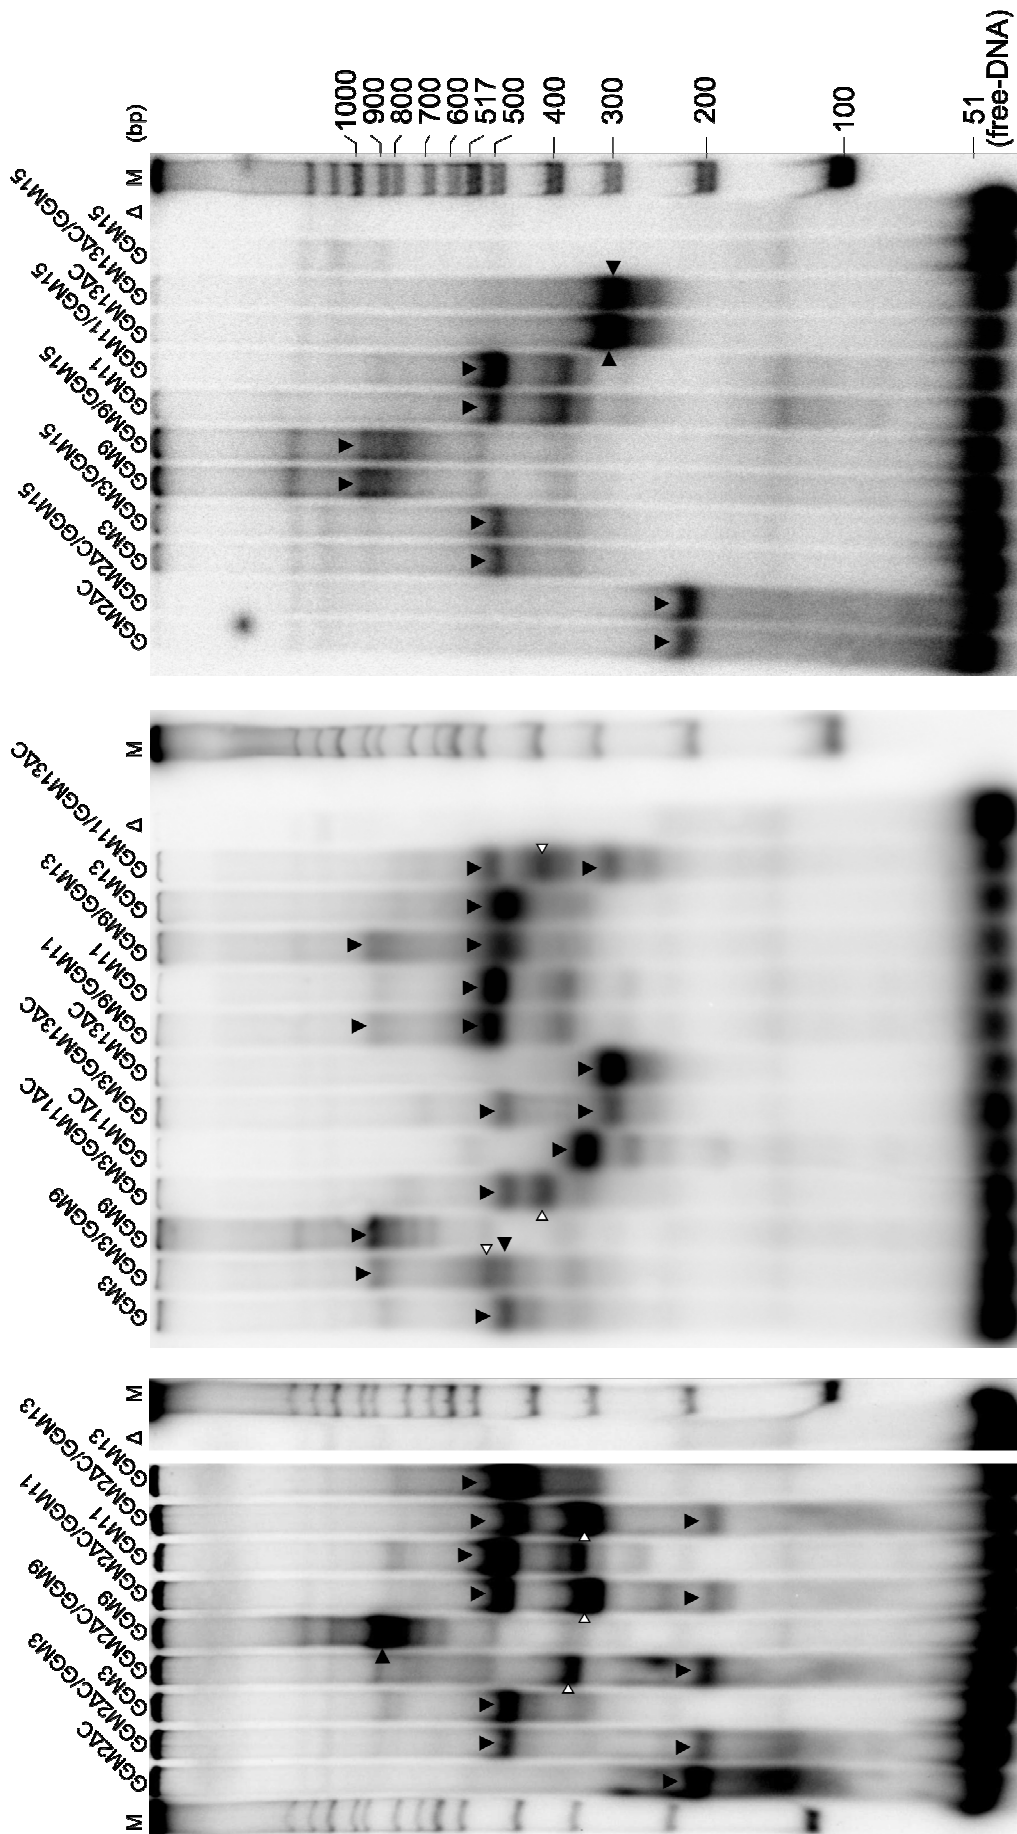 (bp)
1000
900
800
700
600
517
500
400
300
200
100
51
(free-DNA)
M
Δ
GGM15
GGM13ΔC/GGM15
GGM13ΔC
GGM11/GGM15
GGM11
GGM9/GGM15
GGM9
GGM3/GGM15
GGM3
GGM2ΔC/GGM15
GGM2ΔC
M
Δ
GGM11/GGM13ΔC
GGM13
GGM9/GGM13
GGM11
GGM9/GGM11
GGM13ΔC
GGM3/GGM13ΔC
GGM11ΔC
GGM3/GGM11ΔC
GGM9
GGM3/GGM9
GGM3
M
Δ
GGM13
GGM2ΔC/GGM13
GGM11
GGM2ΔC/GGM11
GGM9
GGM2ΔC/GGM9
GGM3
GGM2ΔC/GGM3
GGM2ΔC
M